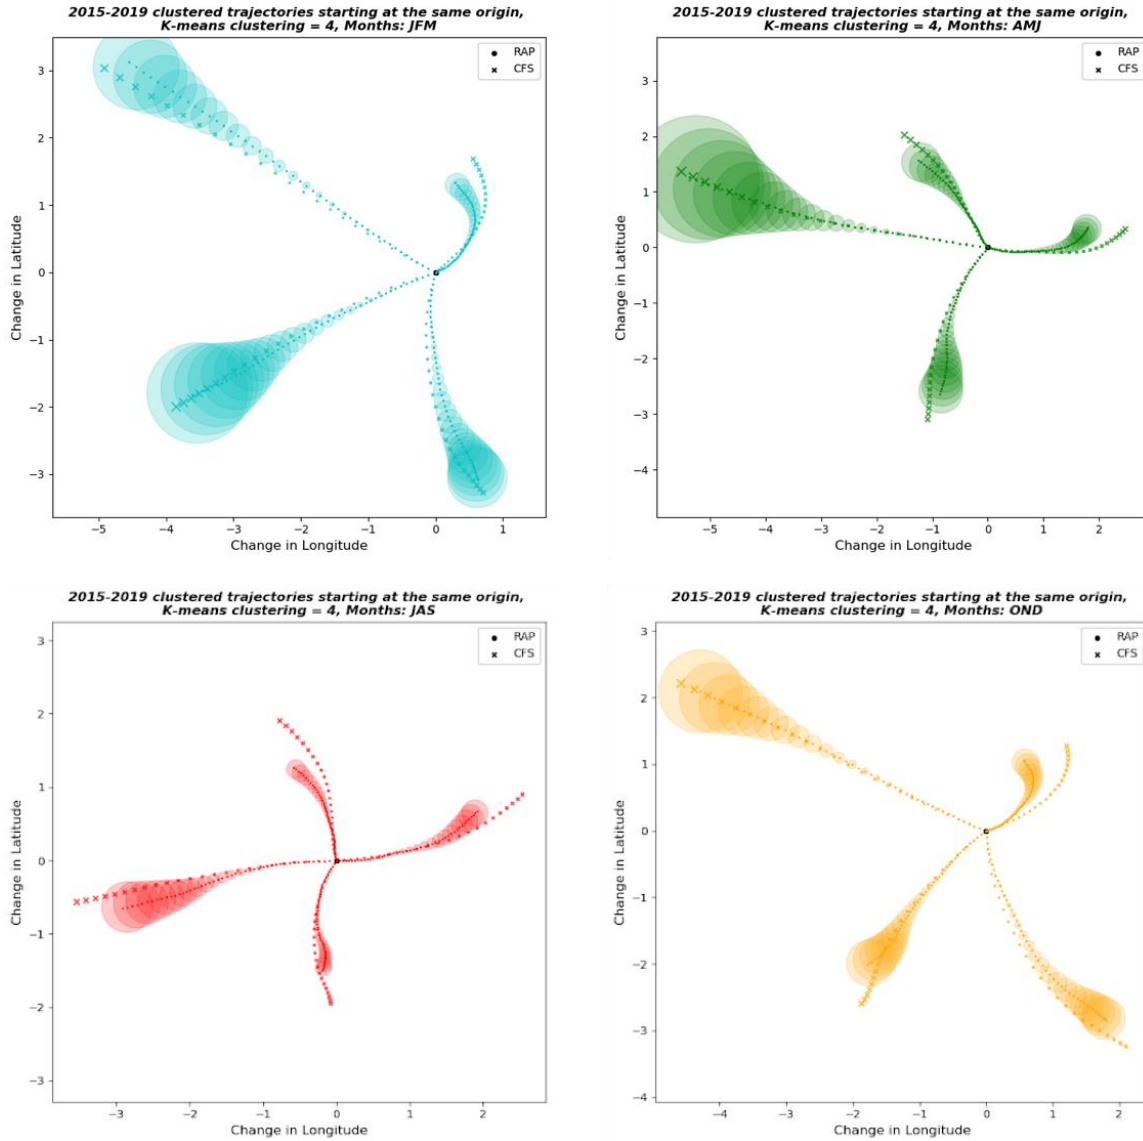 2015-2019 clustered trajectories starting at the same origin,
K-means clustering = 4, Months: JFM
RAP
CFS
3
2
1
0
−1
−2
−3
Change in Latitude
−5 −4 −3 −2 −1 0 1
Change in Longitude
2015-2019 clustered trajectories starting at the same origin,
K-means clustering = 4, Months: AMJ
RAP
CFS
3
2
1
0
−1
−2
−3
−4
Change in Latitude
−5 −4 −3 −2 −1 0 1 2
Change in Longitude
2015-2019 clustered trajectories starting at the same origin,
K-means clustering = 4, Months: JAS
RAP
CFS
3
2
1
0
−1
−2
−3
Change in Latitude
−3 −2 −1 0 1 2
Change in Longitude
2015-2019 clustered trajectories starting at the same origin,
K-means clustering = 4, Months: OND
RAP
CFS
3
2
1
0
−1
−2
−3
−4
Change in Latitude
−4 −3 −2 −1 0 1 2
Change in Longitude